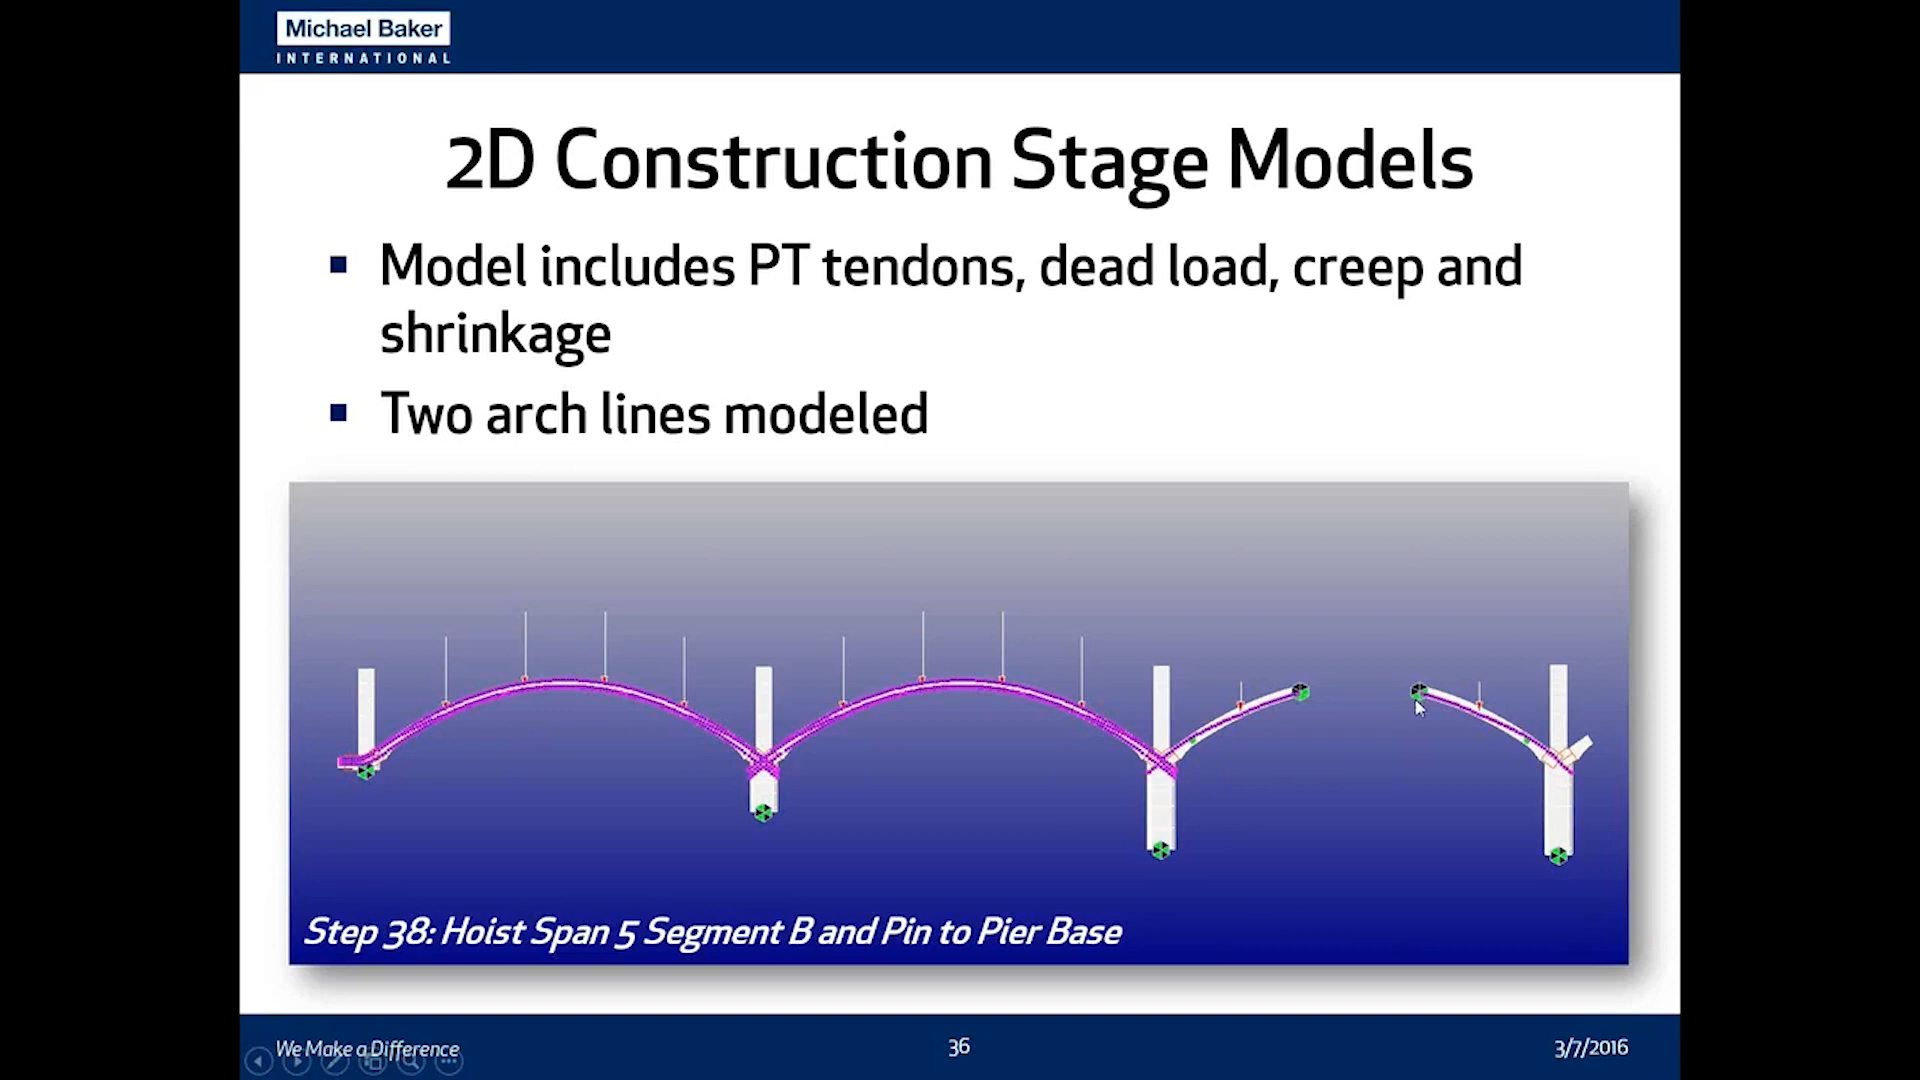 Michael Baker
INTERNATIONAL
2D Construction Stage Models
Model includes PT tendons, dead load, creep and
shrinkage
Two arch lines modeled
Step 38: Hoist Span 5 Segment B and Pin to Pier Base
We Make a Difference
36
3/7/2016